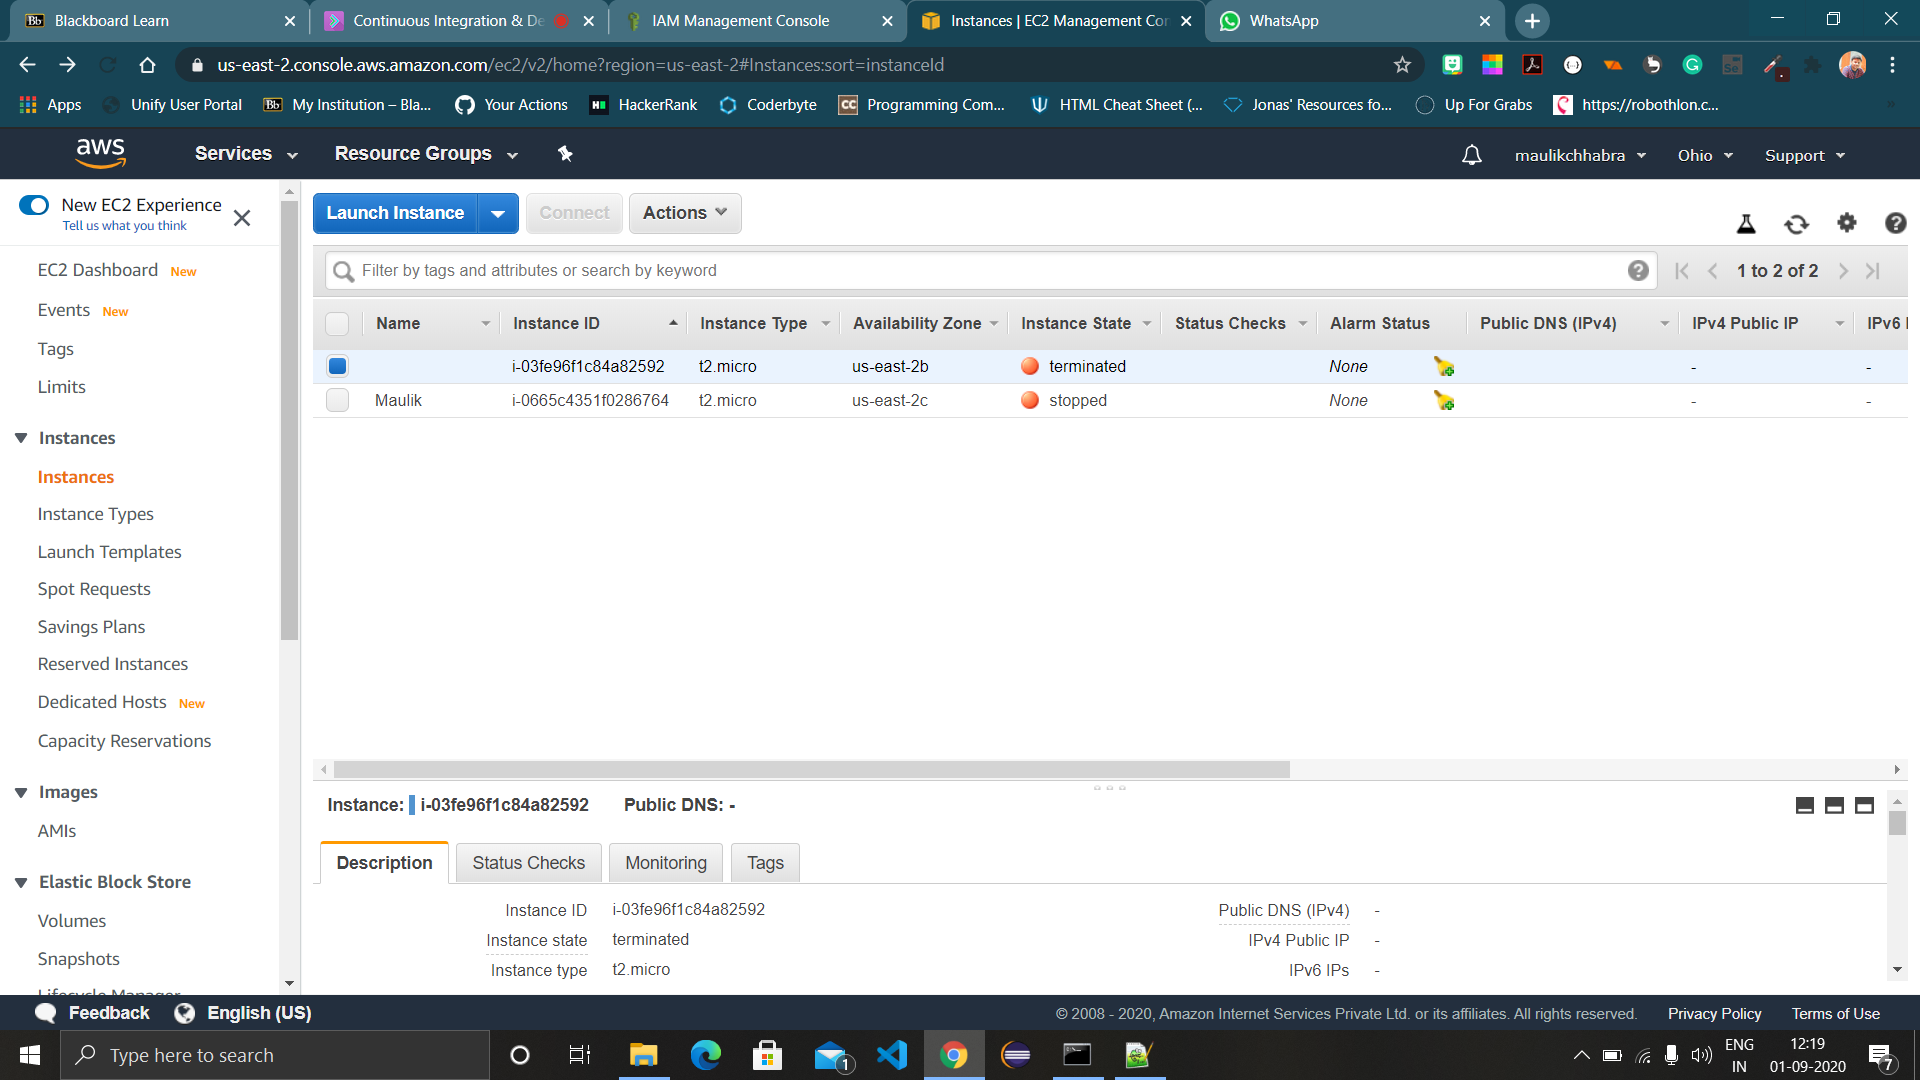 Blackboard Learn
Continuous Integration & De
IAM Management Console
Instances | EC2 Management Con
WhatsApp
us-east-2.console.aws.amazon.com/ec2/v2/home?region=us-east-2#Instances:sort=instanceId
Apps
Unify User Portal
Bb My Institution – Bla...
Your Actions
HackerRank
Coderbyte
CC Programming Com...
HTML Cheat Sheet (...
Jonas' Resources fo...
Up For Grabs
https://robothlon.c...
aws
Services
Resource Groups
maulikchhabra
Ohio
Support
New EC2 Experience
Tell us what you think
EC2 Dashboard New
Events New
Tags
Limits
Instances
Instances
Instance Types
Launch Templates
Spot Requests
Savings Plans
Reserved Instances
Dedicated Hosts New
Capacity Reservations
Images
AMIs
Elastic Block Store
Volumes
Snapshots
Lifecycle Manager
Launch Instance
Connect
Actions
Filter by tags and attributes or search by keyword
1 to 2 of 2
Name Instance ID Instance Type Availability Zone Instance State Status Checks Alarm Status Public DNS (IPv4) IPv4 Public IP IPv6 I
i-03fe96f1c84a82592 t2.micro us-east-2b terminated None - -
Maulik i-0665c4351f0286764 t2.micro us-east-2c stopped None - -
Instance: i-03fe96f1c84a82592 Public DNS: -
Description
Status Checks
Monitoring
Tags
Instance ID i-03fe96f1c84a82592
Instance state terminated
Instance type t2.micro
Public DNS (IPv4) -
IPv4 Public IP -
IPv6 IPs -
Feedback
English (US)
© 2008 - 2020, Amazon Internet Services Private Ltd. or its affiliates. All rights reserved.
Privacy Policy
Terms of Use
Type here to search
1
ENG
IN
12:19
01-09-2020
7